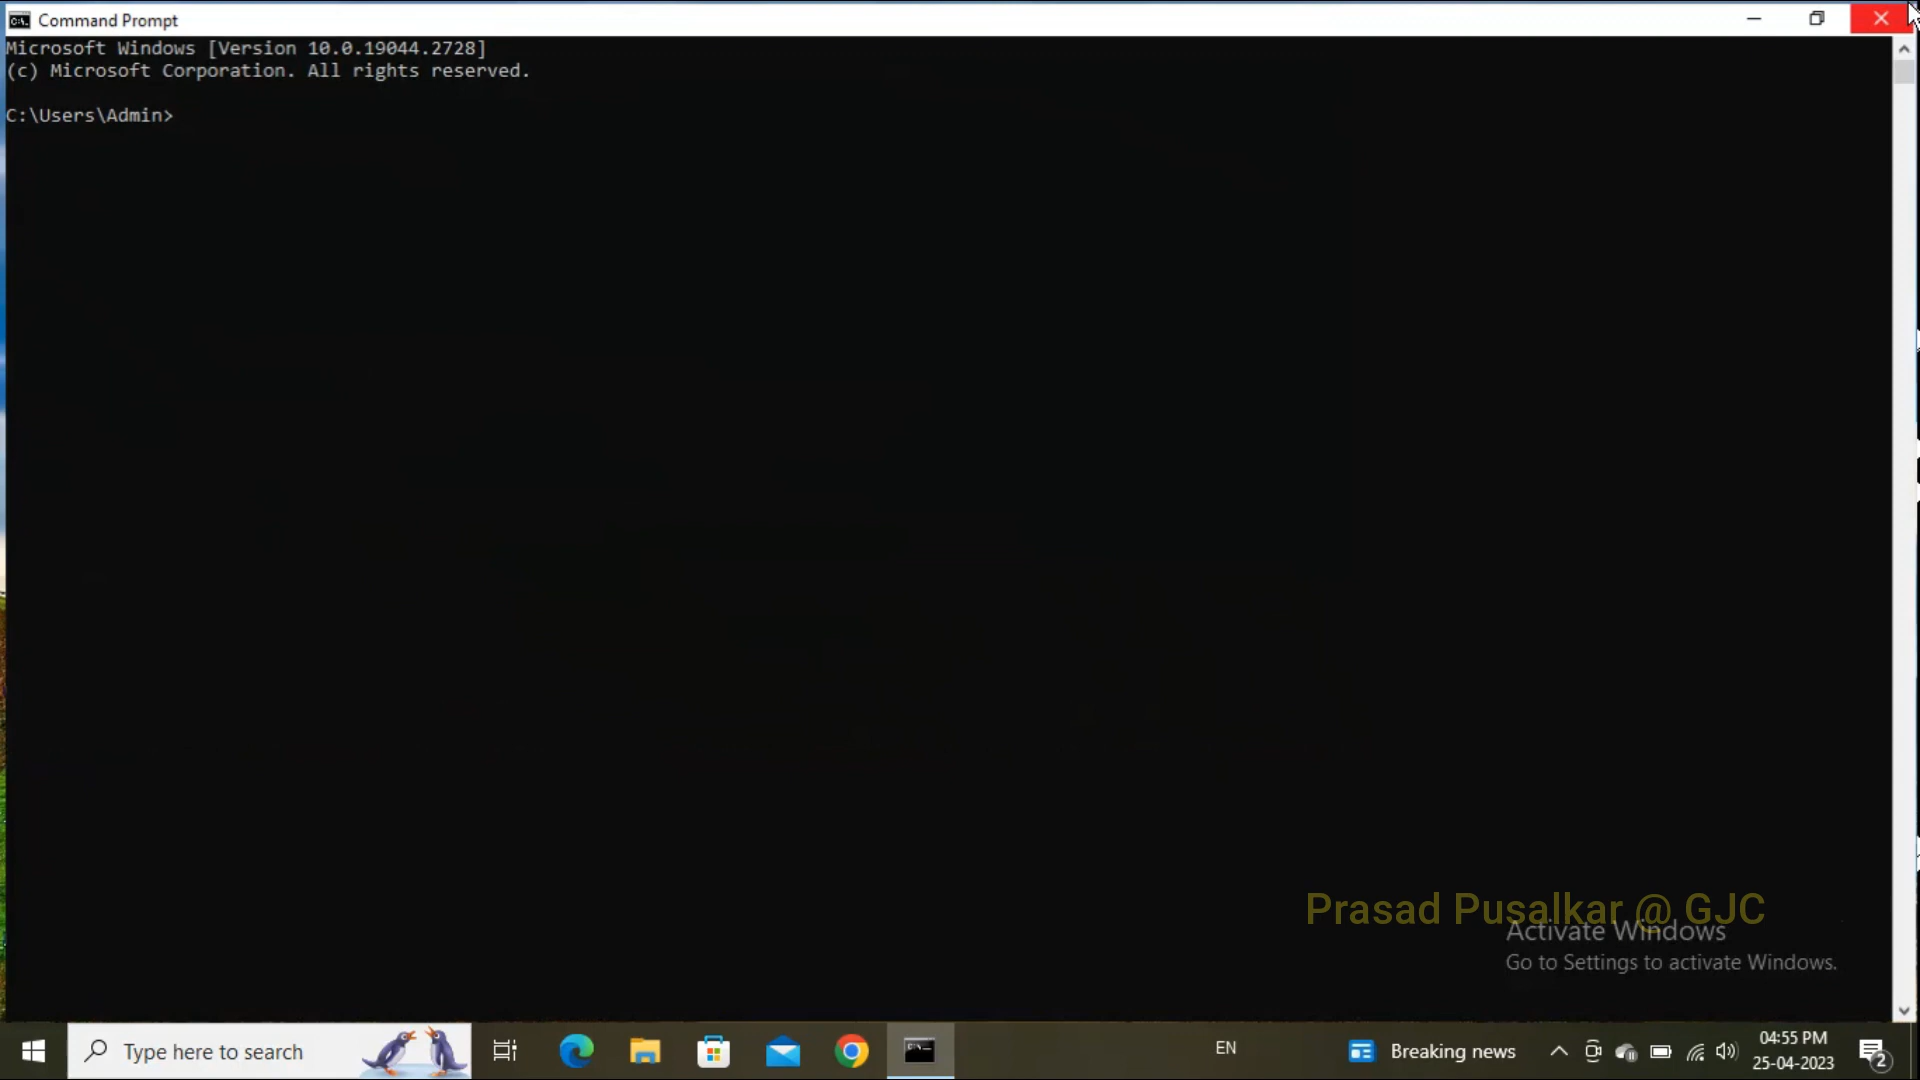 Command Prompt
Microsoft Windows [Version 10.0.19044.2728]
(c) Microsoft Corporation. All rights reserved.
C:\Users\Admin>
Prasad Pusalkar @ GJC
Activate Windows
Go to Settings to activate Windows.
Type here to search
EN
Breaking news
04:55 PM
25-04-2023
2